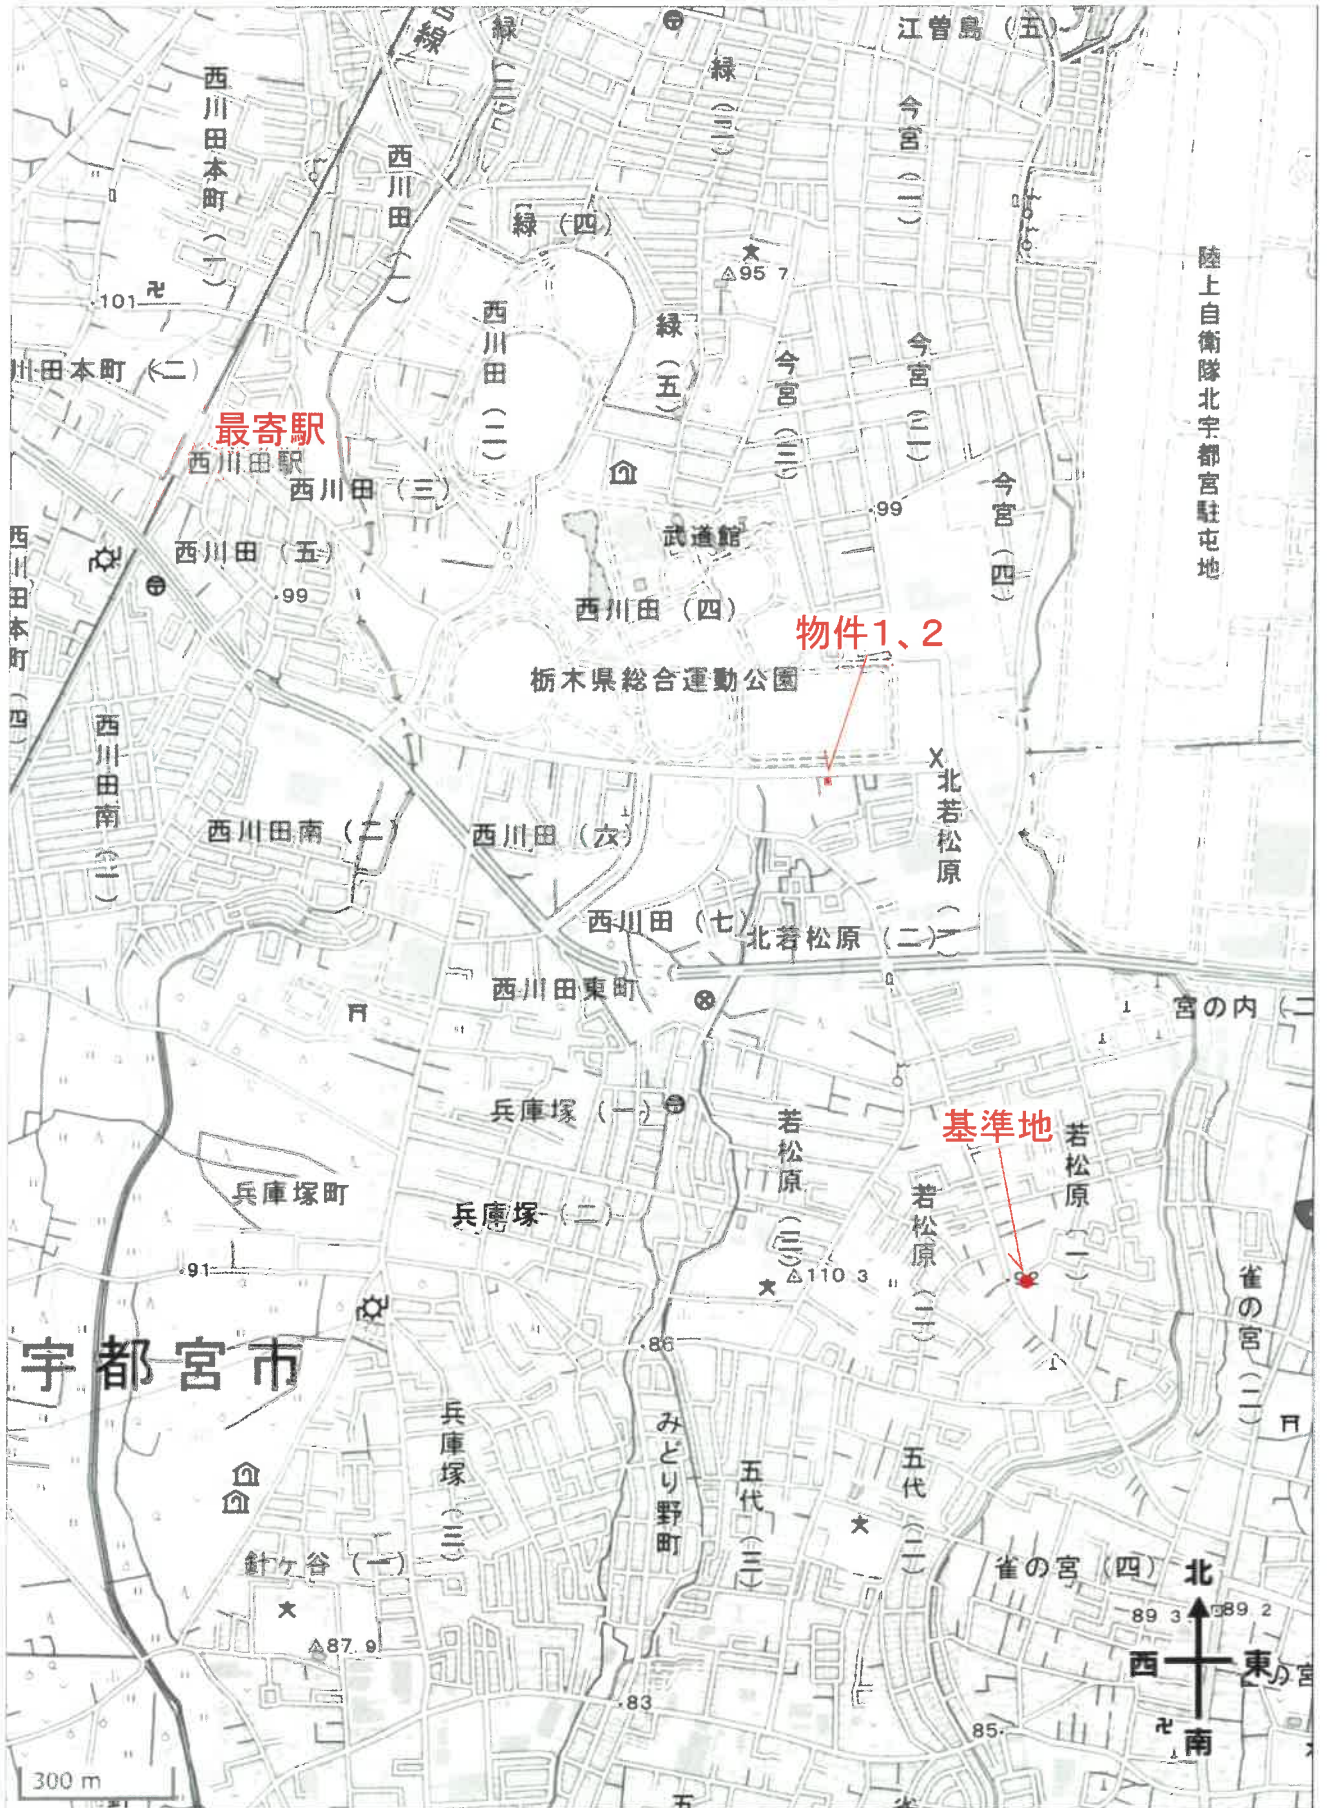 号線
緑(三)
江曽島(五)
西川田本町(一)
緑(三)
今宮(一)
西川田(一)
緑(四)
95 7
陸上自衛隊北宇都宮駐屯地
101
西川田(二)
緑(五)
今宮(三)
今宮(二)
川田本町(二)
最寄駅
西川田駅
西川田(三)
今宮(四)
99
武道館
西川田本町(四)
西川田(五)
99
西川田(四)
物件1、2
栃木県総合運動公園
西川田南(一)
北若松原(一)
西川田南(二)
西川田(六)
西川田(七)
北若松原(二)
西川田東町
宮の内(二
兵庫塚(一)
若松原(三)
基準地
若松原(一)
兵庫塚町
兵庫塚(二)
若松原(二)
91
110 3
92
雀の宮(二)
宇都宮市
86
兵庫塚(三)
みどり野町
五代(三)
五代(二)
針ヶ谷(一)
雀の宮(四)
北
89 3
89 2
87.9
西
東
の宮
83
85
南
300 m
五
雀